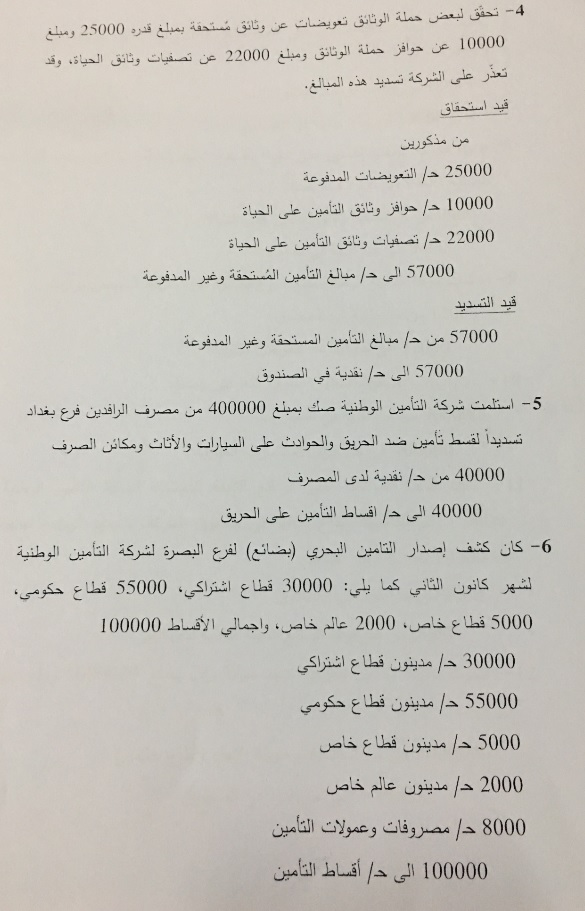 4- تحقّق لبعض حملة الوثائق تعويضات عن وثائق مُستحقة بمبلغ قدره 25000 ومبلغ
10000 عن حوافز حملة الوثائق ومبلغ 22000 عن تصفيات وثائق الحياة، وقد
تعذّر على الشركة تسديد هذه المبالغ.
قيد استحقاق
من مذكورين
25000 حـ/ التعويضات المدفوعة
10000 حـ/ حوافز وثائق التأمين على الحياة
22000 حـ/ تصفيات وثائق التأمين على الحياة
57000 الى حـ/ مبالغ التأمين المُستحقة وغير المدفوعة
قيد التسديد
57000 من حـ/ مبالغ التأمين المستحقة وغير المدفوعة
57000 الى حـ/ نقدية في الصندوق
5- استلمت شركة التأمين الوطنية صك بمبلغ 400000 من مصرف الرافدين فرع بغداد
تسديداً لقسط تأمين ضد الحريق والحوادث على السيارات والأثاث ومكائن الصرف
40000 من حـ/ نقدية لدى المصرف
40000 الى حـ/ اقساط التأمين على الحريق
6- كان كشف إصدار التامين البحري (بضائع) لفرع البصرة لشركة التأمين الوطنية
لشهر كانون الثاني كما يلي: 30000 قطاع اشتراكي، 55000 قطاع حكومي،
5000 قطاع خاص، 2000 عالم خاص، واجمالي الأقساط 100000
30000 حـ/ مدينون قطاع اشتراكي
55000 حـ/ مدينون قطاع حكومي
5000 حـ/ مدينون قطاع خاص
2000 حـ/ مدينون عالم خاص
8000 حـ/ مصروفات وعمولات التأمين
100000 الى حـ/ أقساط التأمين